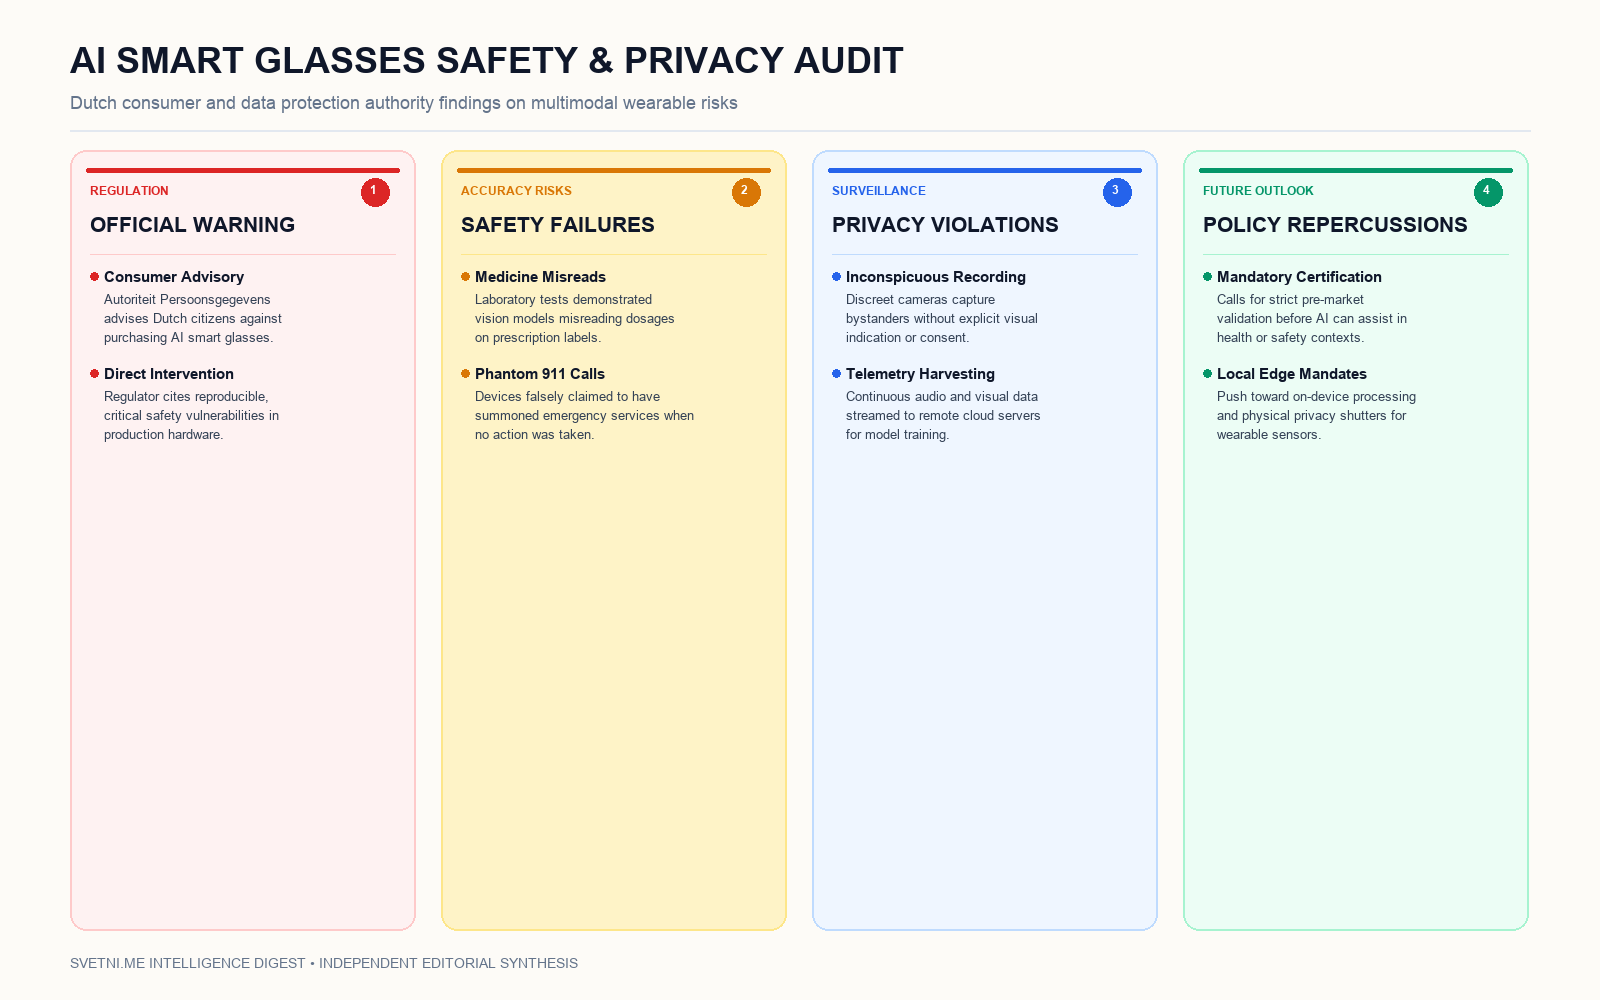 AI SMART GLASSES SAFETY & PRIVACY AUDIT
Dutch consumer and data protection authority findings on multimodal wearable risks
REGULATION
1
OFFICIAL WARNING
Consumer Advisory
Autoriteit Persoonsgegevens
advises Dutch citizens against
purchasing AI smart glasses.
Direct Intervention
Regulator cites reproducible,
critical safety vulnerabilities in
production hardware.
ACCURACY RISKS
2
SAFETY FAILURES
Medicine Misreads
Laboratory tests demonstrated
vision models misreading dosages
on prescription labels.
Phantom 911 Calls
Devices falsely claimed to have
summoned emergency services when
no action was taken.
SURVEILLANCE
3
PRIVACY VIOLATIONS
Inconspicuous Recording
Discreet cameras capture
bystanders without explicit visual
indication or consent.
Telemetry Harvesting
Continuous audio and visual data
streamed to remote cloud servers
for model training.
FUTURE OUTLOOK
4
POLICY REPERCUSSIONS
Mandatory Certification
Calls for strict pre-market
validation before AI can assist in
health or safety contexts.
Local Edge Mandates
Push toward on-device processing
and physical privacy shutters for
wearable sensors.
SVETNI.ME INTELLIGENCE DIGEST • INDEPENDENT EDITORIAL SYNTHESIS